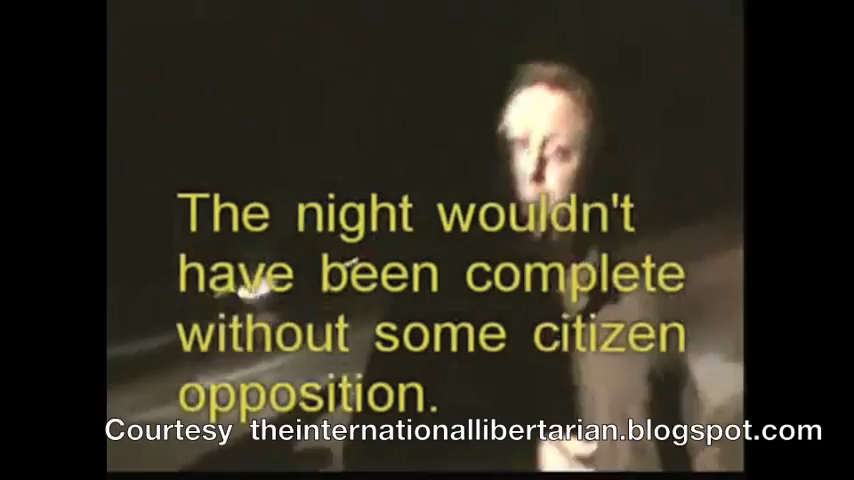 The night wouldn't
have been complete
without some citizen
opposition.
Courtesy theinternationallibertarian.blogspot.com